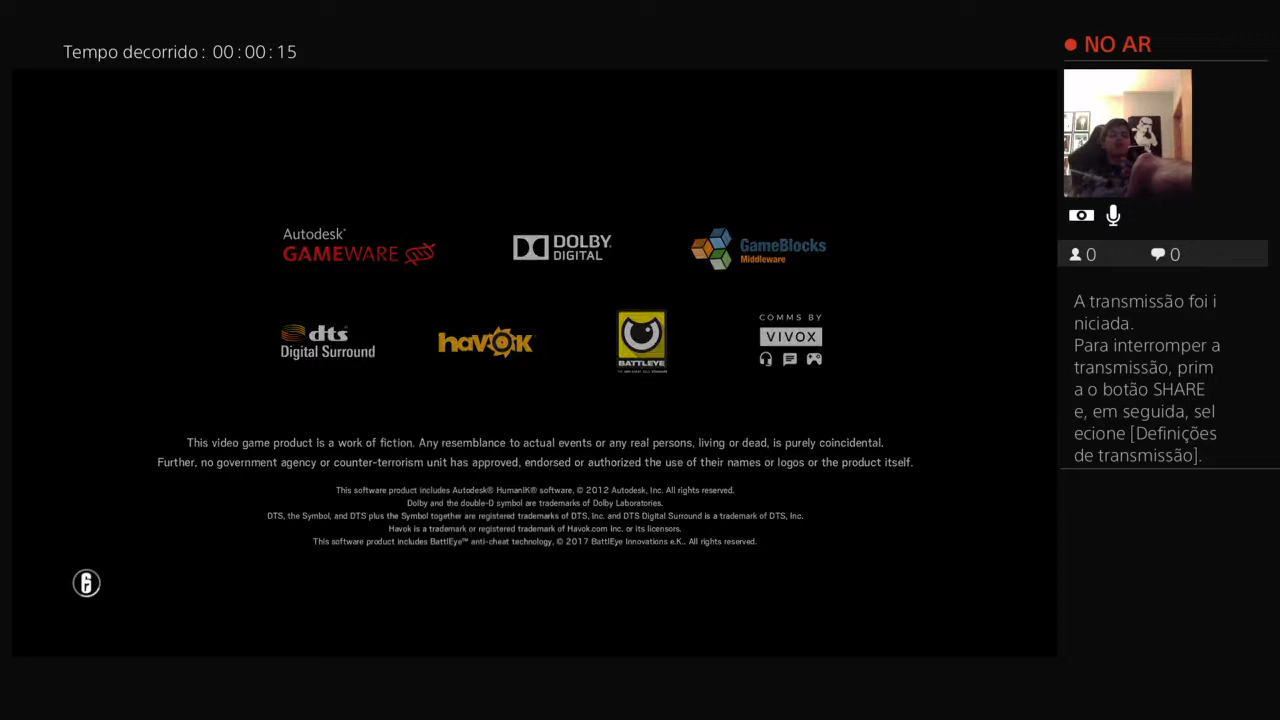 Tempo decorrido: 00:00:15
NO AR
Autodesk®
GAMEWARE
DOLBY®
DIGITAL
GameBlocks
Middleware
0
0
dts
Digital Surround
havok
BATTLEYE
COMMS BY
VIVOX
A transmissão foi i
niciada.
Para interromper a
transmissão, prim
a o botão SHARE
e, em seguida, sel
ecione [Definições
de transmissão].
This video game product is a work of fiction. Any resemblance to actual events or any real persons, living or dead, is purely coincidental.
Further, no government agency or counter-terrorism unit has approved, endorsed or authorized the use of their names or logos or the product itself.
This software product includes Autodesk® HumanIK® software, © 2012 Autodesk, Inc. All rights reserved.
Dolby and the double-D symbol are trademarks of Dolby Laboratories.
DTS, the Symbol, and DTS plus the Symbol together are registered trademarks of DTS, Inc. and DTS Digital Surround is a trademark of DTS, Inc.
Havok is a trademark or registered trademark of Havok.com Inc. or its licensors.
This software product includes BattlEye™ anti-cheat technology, © 2017 BattlEye Innovations e.K.. All rights reserved.
6